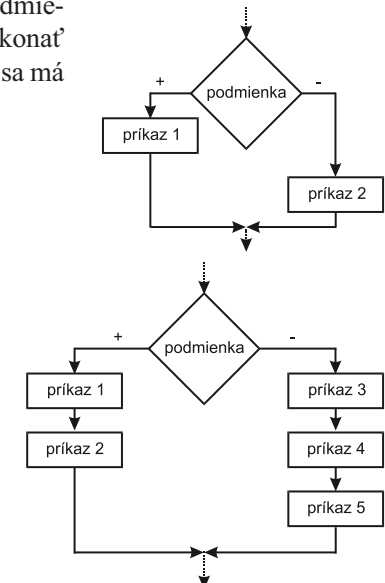 dmie-
konať
sa má
+
podmienka
-
príkaz 1
príkaz 2
+
podmienka
-
príkaz 1
príkaz 3
príkaz 2
príkaz 4
príkaz 5